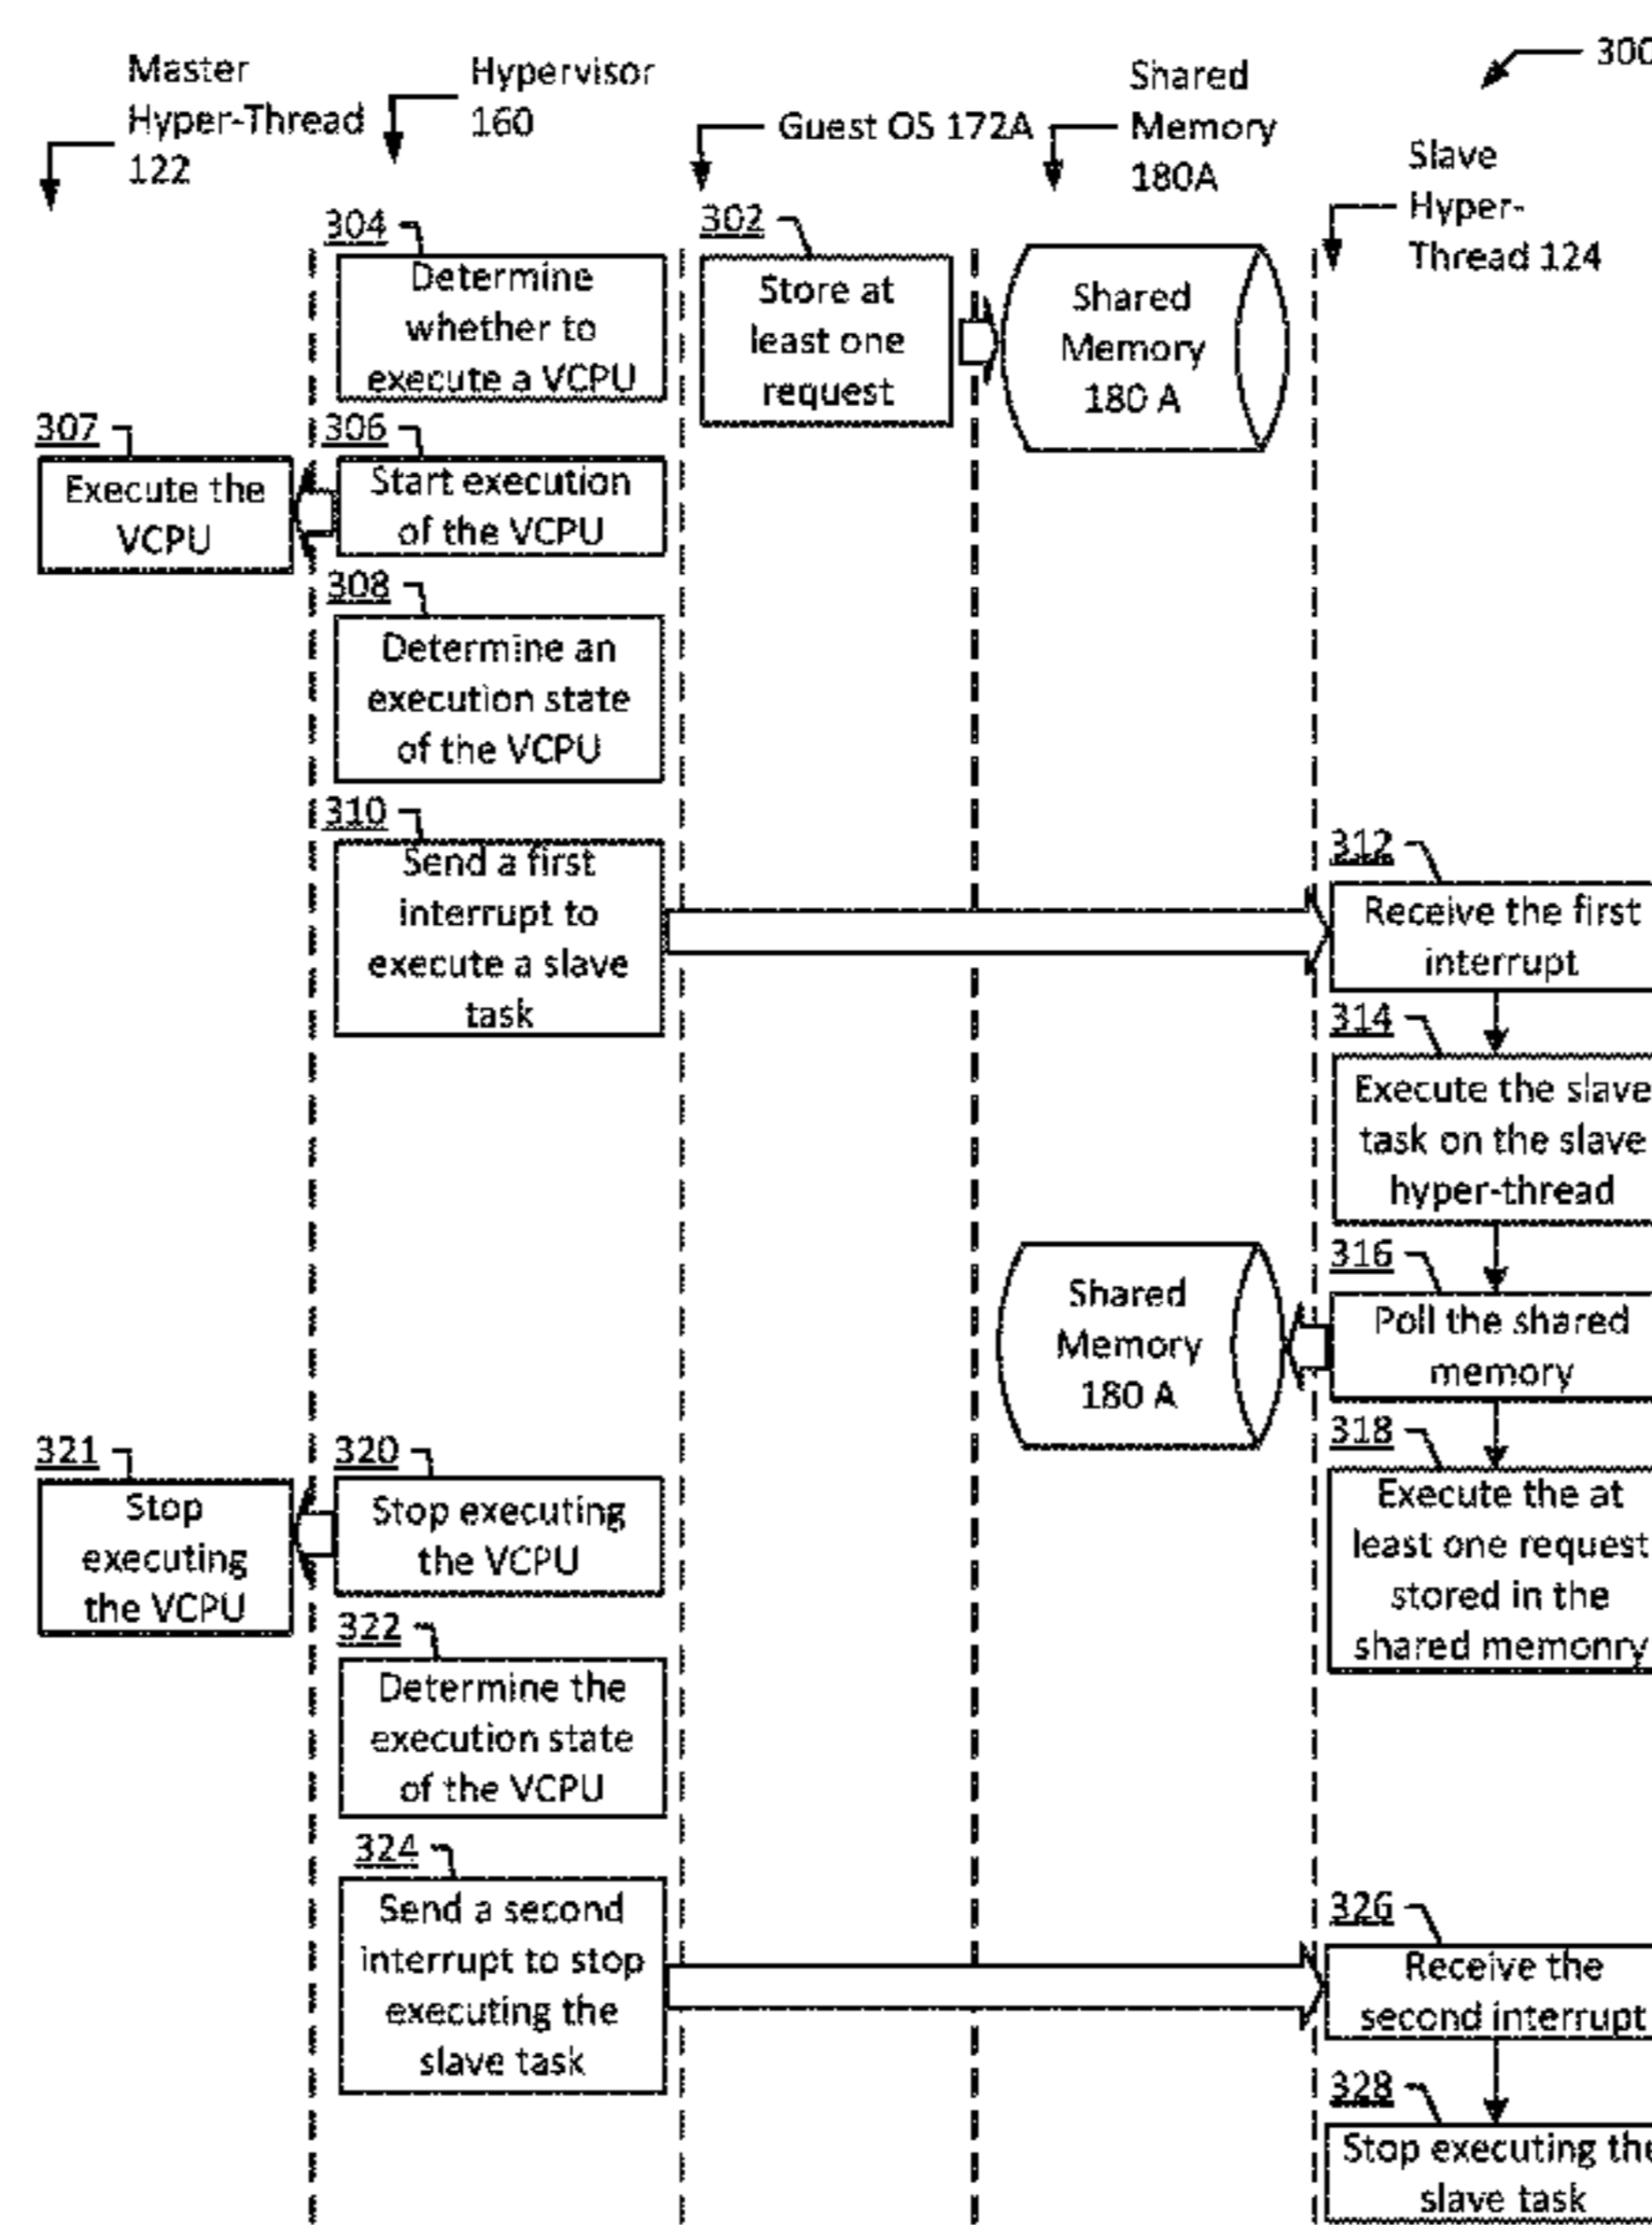 300
Master
Hyper-Thread
122
Hypervisor
160
Guest OS 172A
Shared
Memory
180A
Slave
Hyper-
Thread 124
304
Determine
whether to
execute a VCPU
302
Store at
least one
request
Shared
Memory
180 A
307
Execute the
VCPU
306
Start execution
of the VCPU
308
Determine an
execution state
of the VCPU
310
Send a first
interrupt to
execute a slave
task
312
Receive the first
interrupt
314
Execute the slave
task on the slave
hyper-thread
316
Poll the shared
memory
Shared
Memory
180 A
318
Execute the at
least one request
stored in the
shared memonry
321
Stop
executing
the VCPU
320
Stop executing
the VCPU
322
Determine the
execution state
of the VCPU
324
Send a second
interrupt to stop
executing the
slave task
326
Receive the
second interrupt
328
Stop executing the
slave task